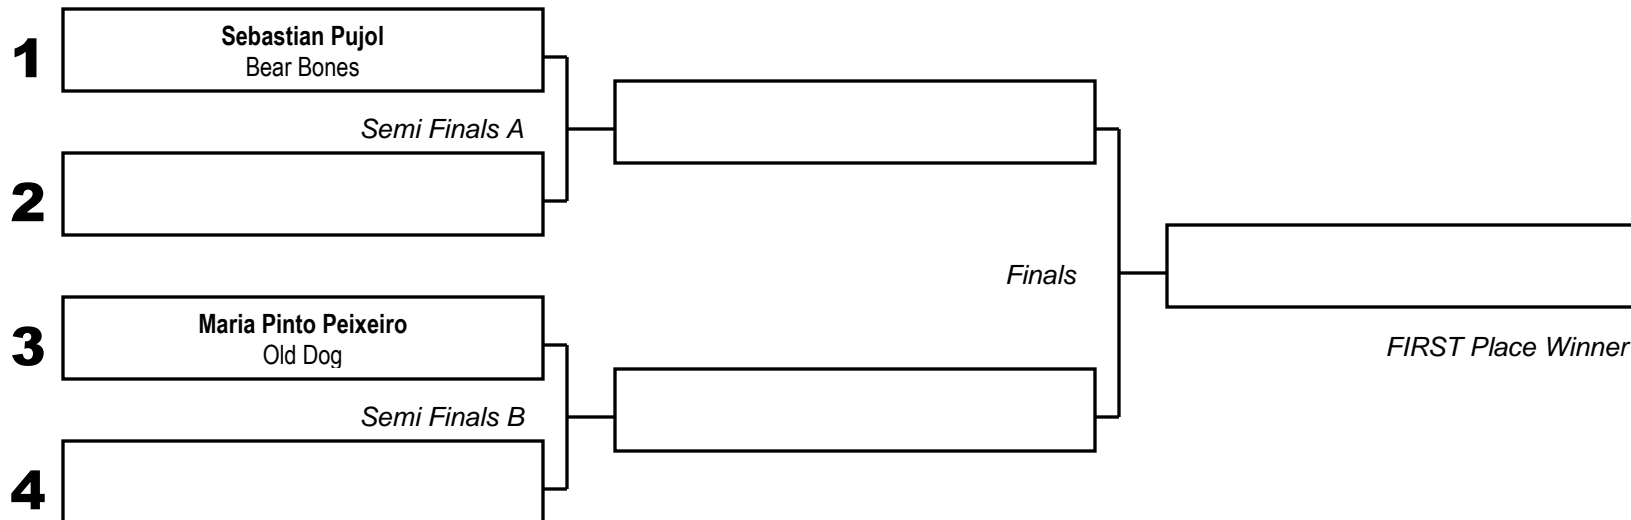 1
Sebastian Pujol
Bear Bones
Semi Finals A
2
Finals
3
Maria Pinto Peixeiro
Old Dog
FIRST Place Winner
Semi Finals B
4